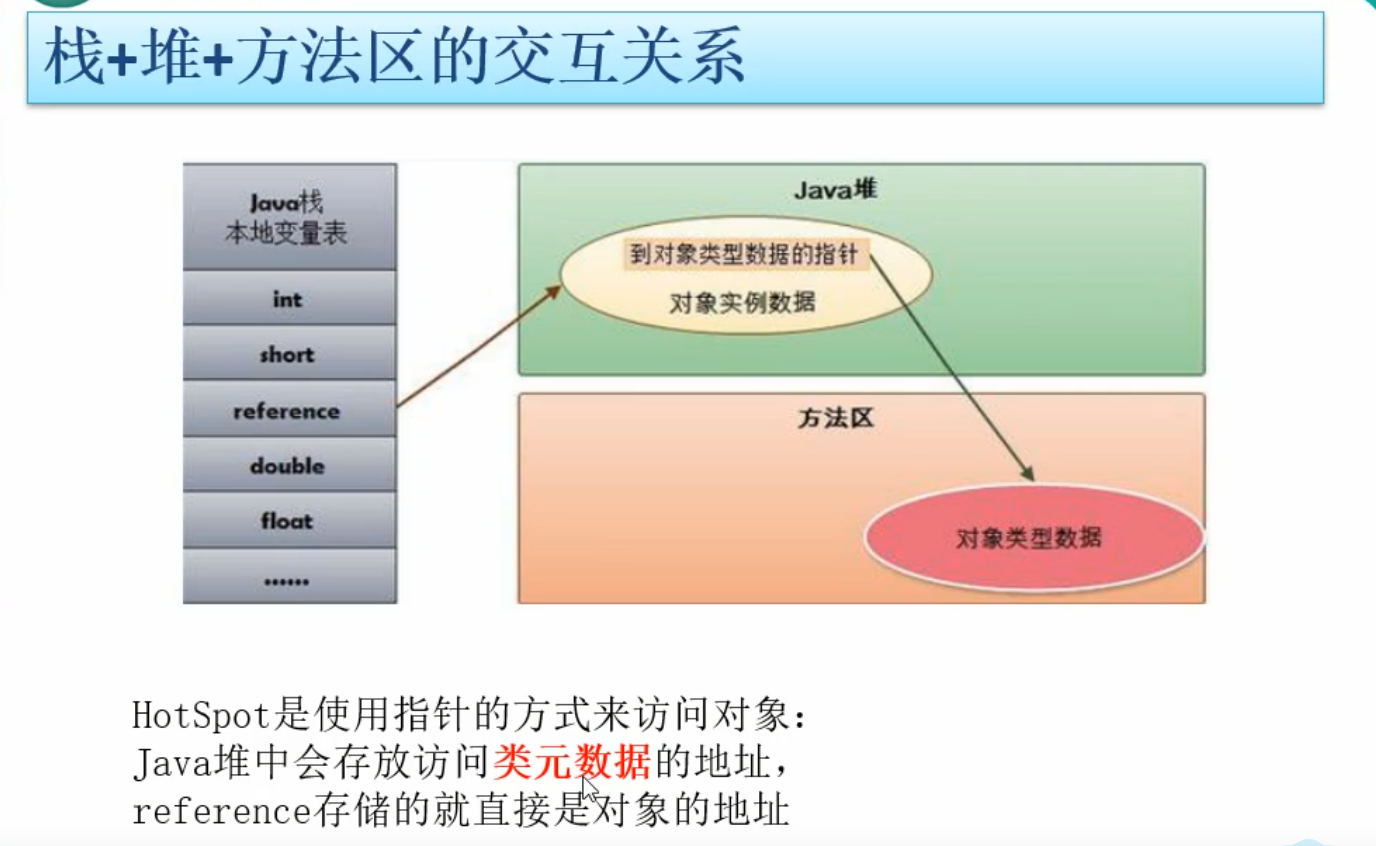 栈+堆+方法区的交互关系
Java栈
本地变量表
int
short
reference
double
float
......
Java堆
到对象类型数据的指针
对象实例数据
方法区
对象类型数据
HotSpot是使用指针的方式来访问对象：
Java堆中会存放访问类元数据的地址，
reference存储的就直接是对象的地址